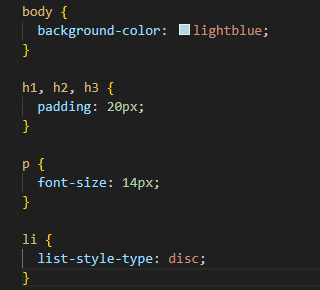 body {
  background-color: lightblue;
}

h1, h2, h3 {
  padding: 20px;
}

p {
  font-size: 14px;
}

li {
  list-style-type: disc;
}